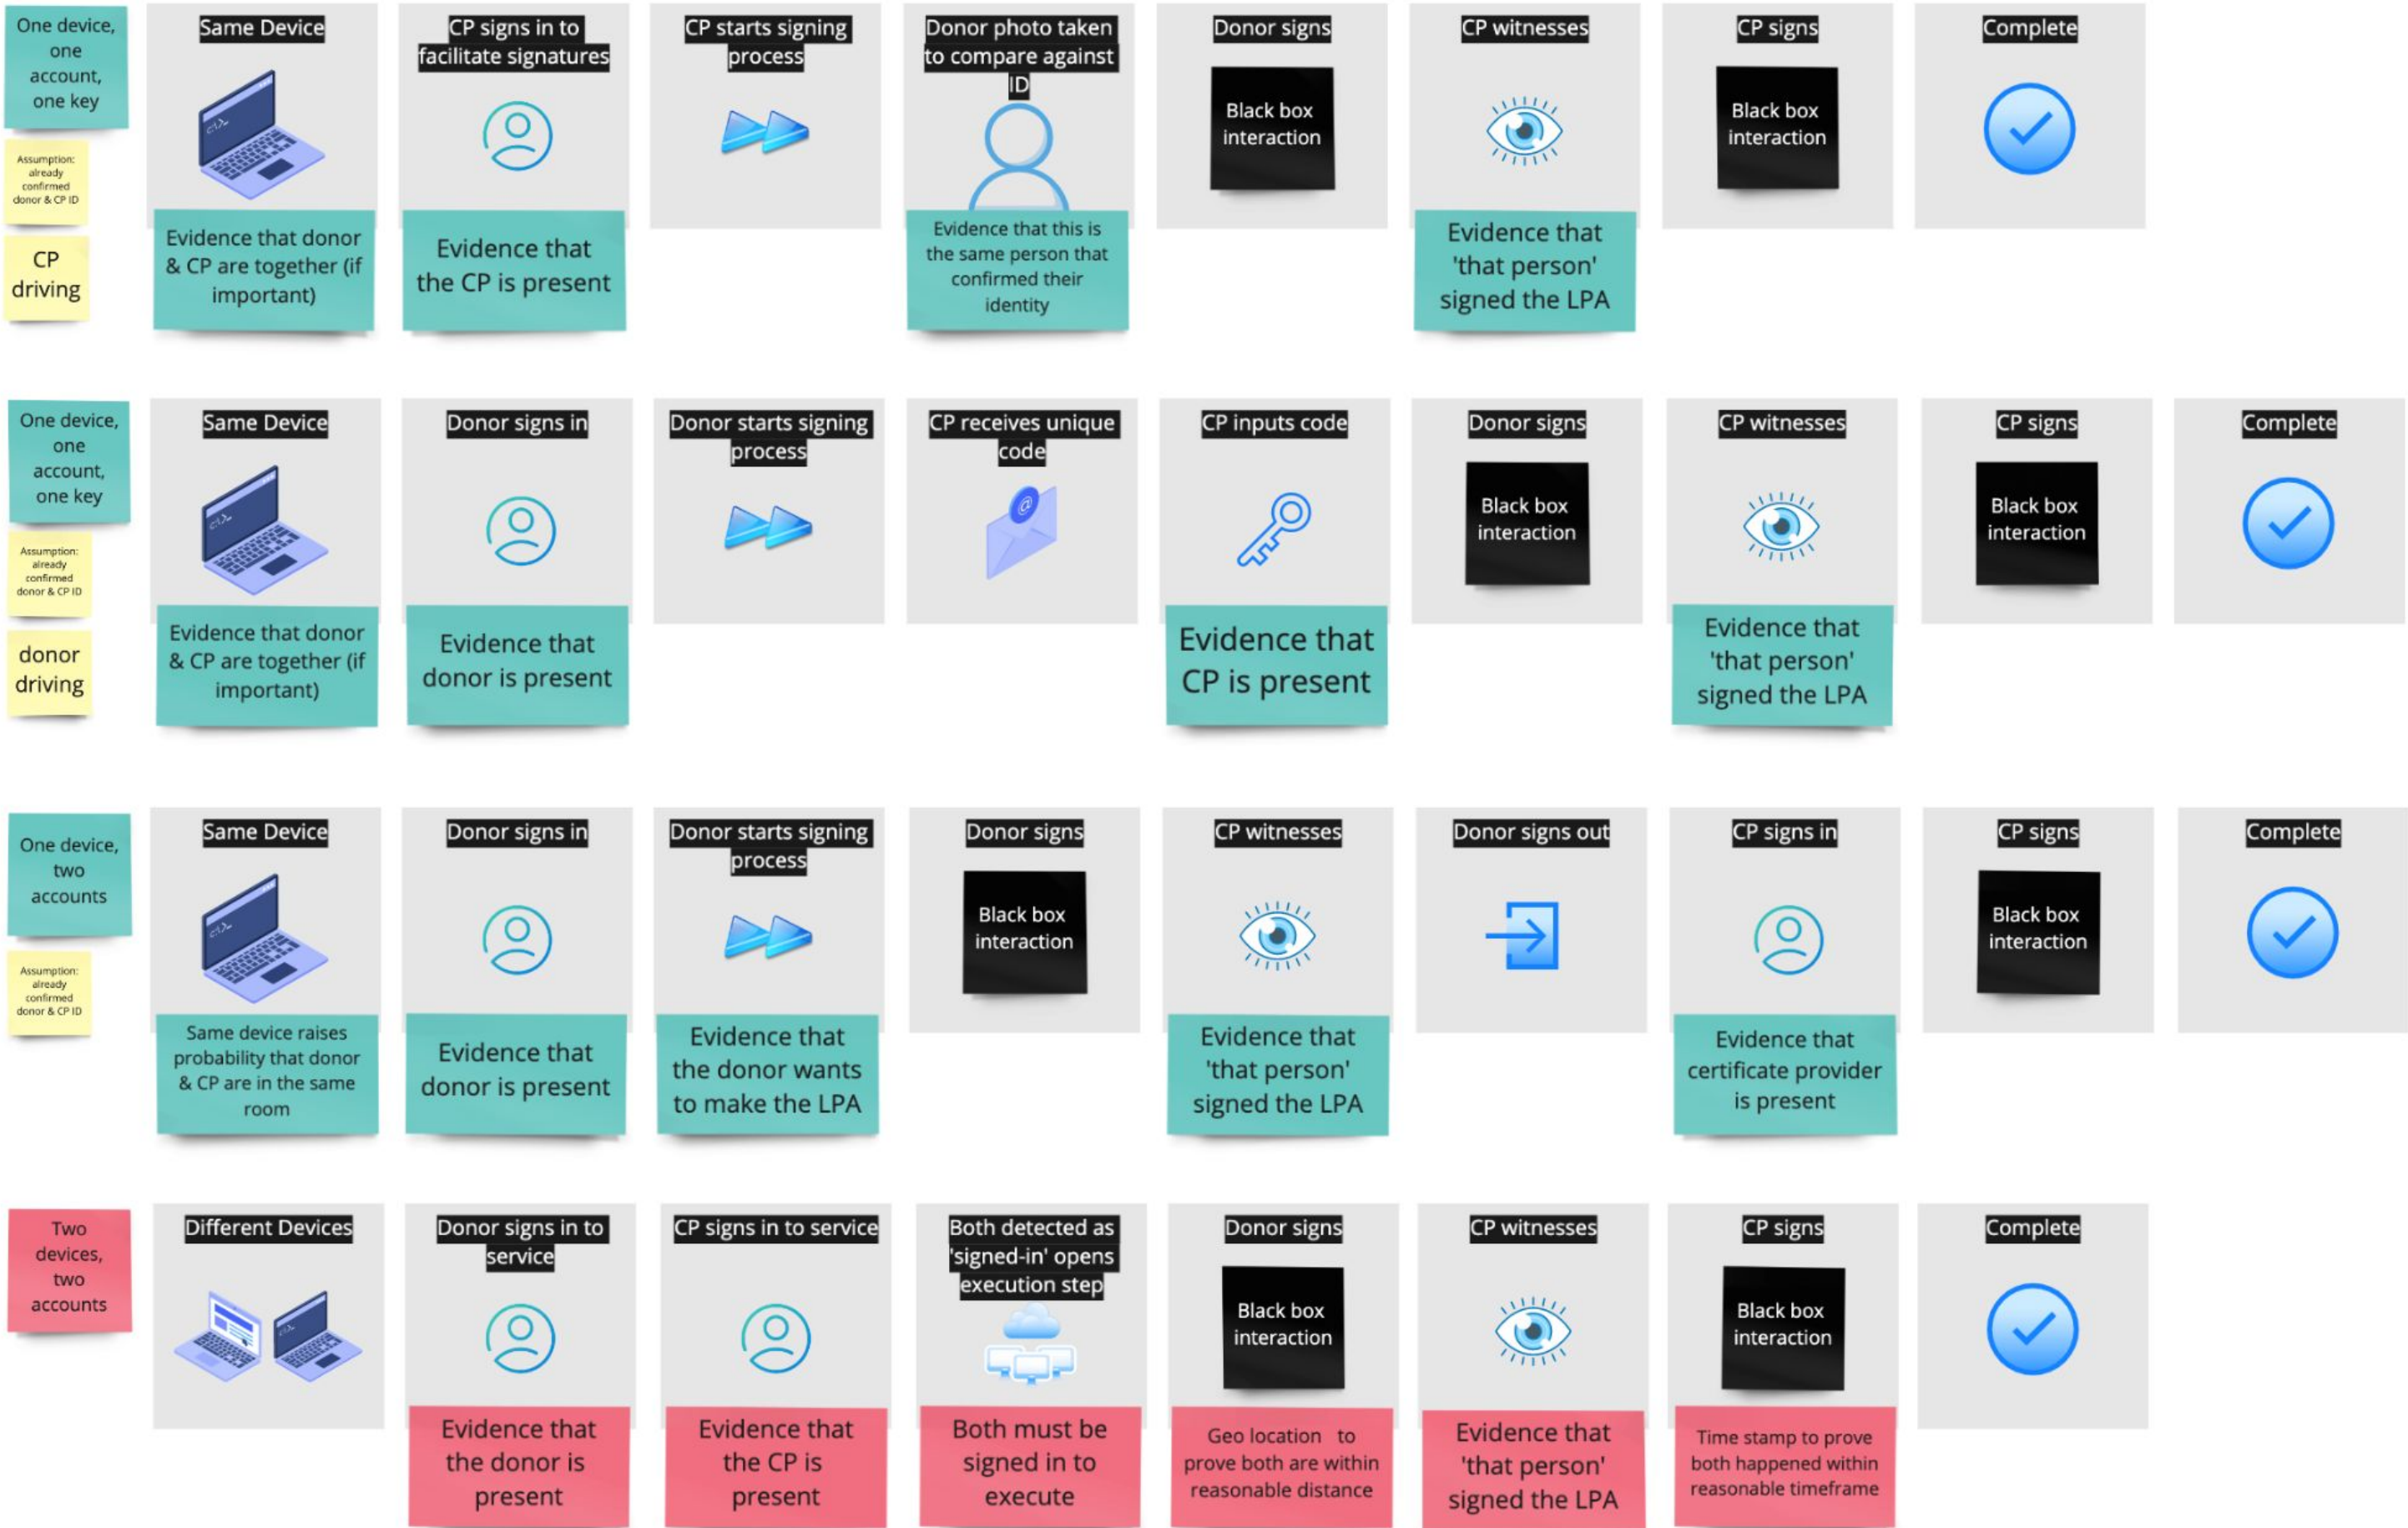 One device,
one
account,
one key
Assumption:
already
confirmed
donor & CP ID
CP
driving
Same Device
Evidence that donor
& CP are together (if
important)
CP signs in to
facilitate signatures
Evidence that
the CP is present
CP starts signing
process
Donor photo taken
to compare against
ID
Evidence that this is
the same person that
confirmed their
identity
Donor signs
Black box
interaction
CP witnesses
Evidence that
'that person'
signed the LPA
CP signs
Black box
interaction
Complete
One device,
one
account,
one key
Assumption:
already
confirmed
donor & CP ID
donor
driving
Same Device
Evidence that donor
& CP are together (if
important)
Donor signs in
Evidence that
donor is present
Donor starts signing
process
CP receives unique
code
@
CP inputs code
Evidence that
CP is present
Donor signs
Black box
interaction
CP witnesses
Evidence that
'that person'
signed the LPA
CP signs
Black box
interaction
Complete
One device,
two
accounts
Assumption:
already
confirmed
donor & CP ID
Same Device
Same device raises
probability that donor
& CP are in the same
room
Donor signs in
Evidence that
donor is present
Donor starts signing
process
Evidence that
the donor wants
to make the LPA
Donor signs
Black box
interaction
CP witnesses
Evidence that
'that person'
signed the LPA
Donor signs out
CP signs in
Evidence that
certificate provider
is present
CP signs
Black box
interaction
Complete
Two
devices,
two
accounts
Different Devices
Donor signs in to
service
Evidence that
the donor is
present
CP signs in to service
Evidence that
the CP is
present
Both detected as
'signed-in' opens
execution step
Both must be
signed in to
execute
Donor signs
Black box
interaction
Geo location to
prove both are within
reasonable distance
CP witnesses
Evidence that
'that person'
signed the LPA
CP signs
Black box
interaction
Time stamp to prove
both happened within
reasonable timeframe
Complete